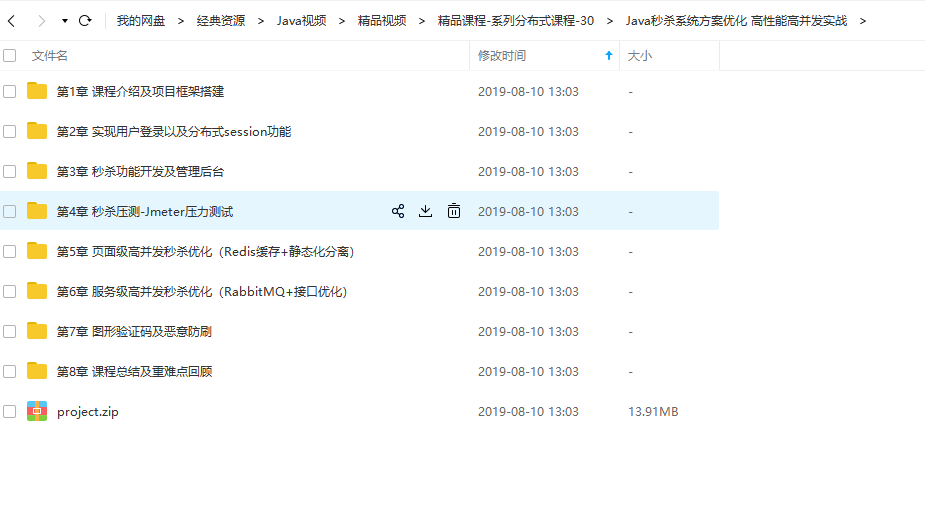 我的网盘 > 经典资源 > Java视频 > 精品视频 > 精品课程-系列分布式课程-30 > Java秒杀系统方案优化 高性能高并发实战 >
文件名 修改时间 大小
第1章 课程介绍及项目框架搭建 2019-08-10 13:03 -
第2章 实现用户登录以及分布式session功能 2019-08-10 13:03 -
第3章 秒杀功能开发及管理后台 2019-08-10 13:03 -
第4章 秒杀压测-Jmeter压力测试 2019-08-10 13:03 -
第5章 页面级高并发秒杀优化（Redis缓存+静态化分离） 2019-08-10 13:03 -
第6章 服务级高并发秒杀优化（RabbitMQ+接口优化） 2019-08-10 13:03 -
第7章 图形验证码及恶意防刷 2019-08-10 13:03 -
第8章 课程总结及重难点回顾 2019-08-10 13:03 -
project.zip 2019-08-10 13:03 13.91MB